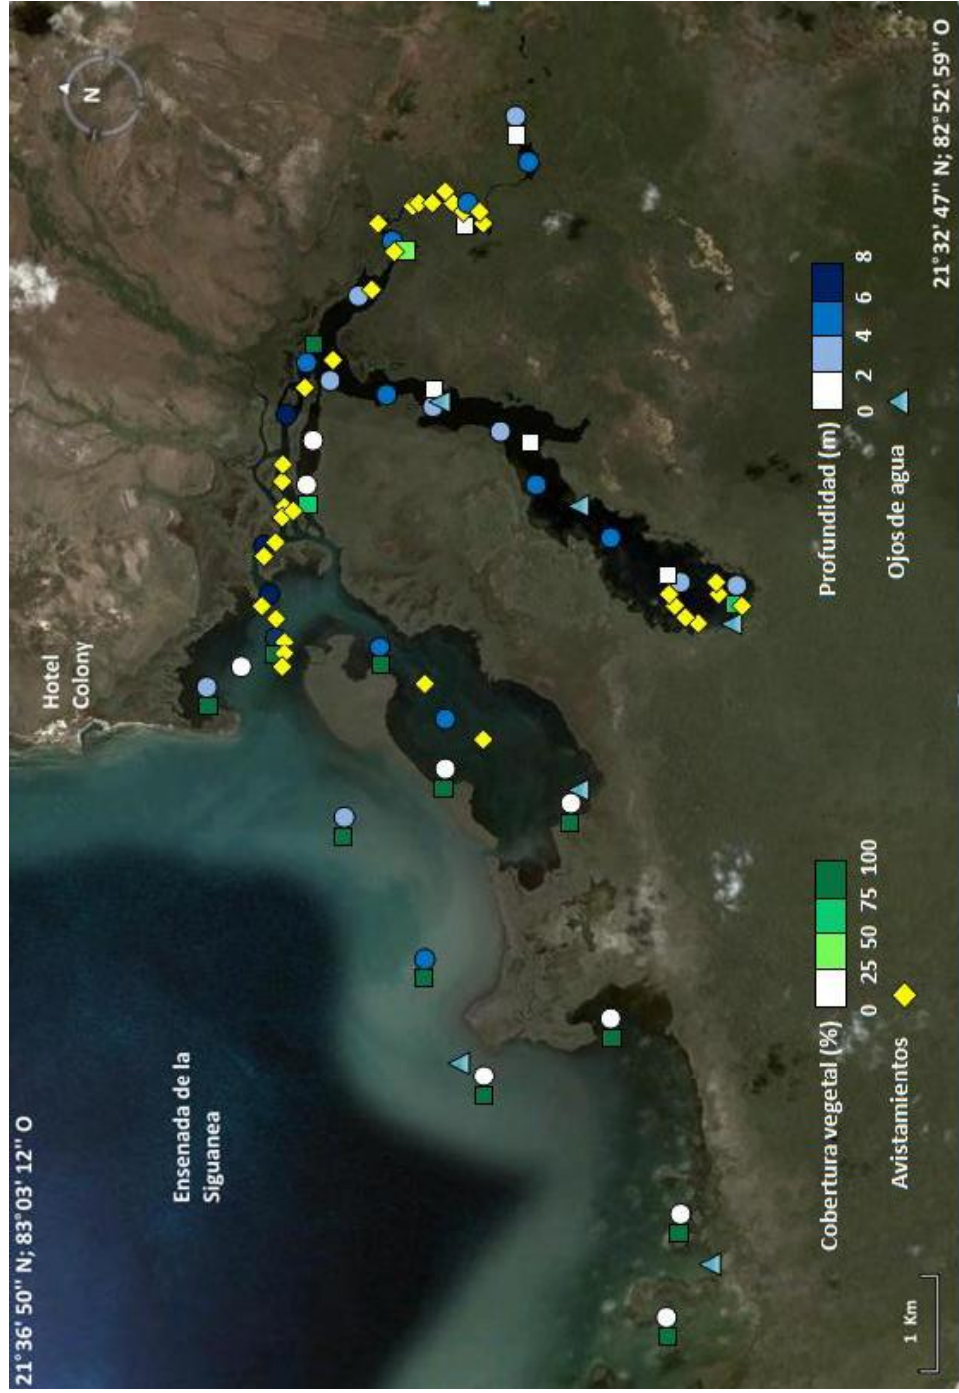 21°36' 50'' N; 83°03' 12'' O
Ensenada de la
Siguanea
Hotel
Colony
N
1 Km
Cobertura vegetal (%)
0 25 50 75 100
Avistamientos
Profundidad (m)
0 2 4 6 8
Ojos de agua
21°32' 47'' N; 82°52' 59'' O